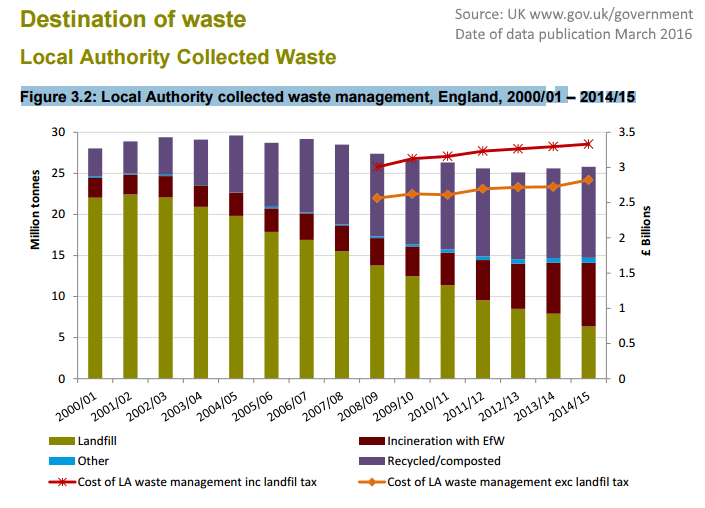 Destination of waste
Source: UK www.gov.uk/government
Date of data publication March 2016
Local Authority Collected Waste
Figure 3.2: Local Authority collected waste management, England, 2000/01 – 2014/15
Million tonnes
30
25
20
15
10
5
0
3.5
3
2.5
2
1.5
1
0.5
0
£ Billions
2000/01
2001/02
2002/03
2003/04
2004/05
2005/06
2006/07
2007/08
2008/09
2009/10
2010/11
2011/12
2012/13
2013/14
2014/15
Landfill
Incineration with EfW
Other
Recycled/composted
Cost of LA waste management inc landfil tax
Cost of LA waste management exc landfil tax